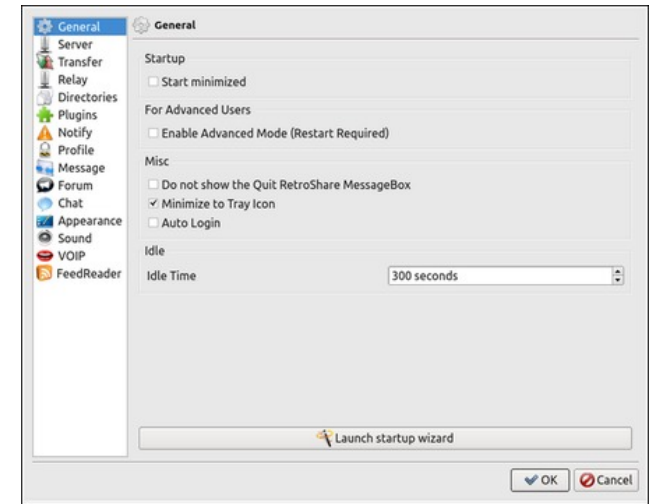 General
Server
Transfer
Relay
Directories
Plugins
Notify
Profile
Message
Forum
Chat
Appearance
Sound
VOIP
FeedReader
General
Startup
Start minimized
For Advanced Users
Enable Advanced Mode (Restart Required)
Misc
Do not show the Quit RetroShare MessageBox
Minimize to Tray Icon
Auto Login
Idle
Idle Time 300 seconds
Launch startup wizard
OK Cancel